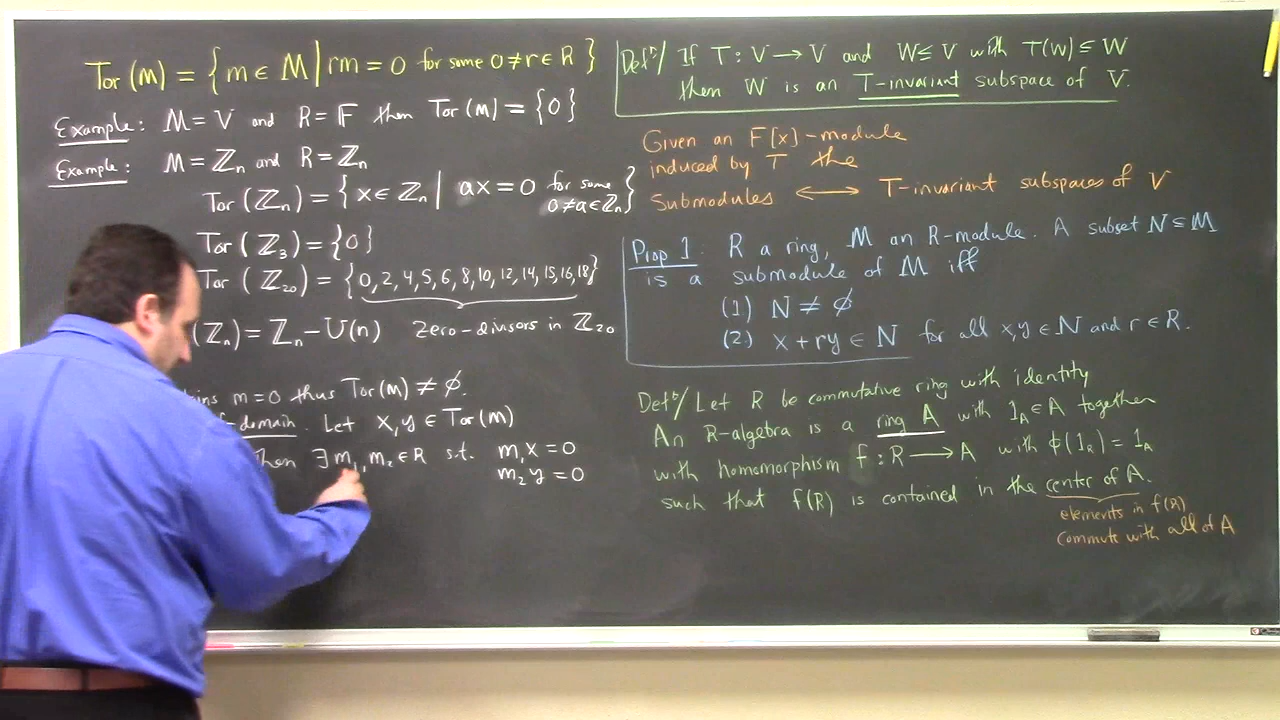 Tor(M) = {m ∈ M | rm = 0 for some 0 ≠ r ∈ R}
Example: M = V and R = F then Tor(M) = {0}
Example: M = ℤₙ and R = ℤₙ
Tor(ℤₙ) = {x ∈ ℤₙ | ax = 0 for some 0 ≠ a ∈ ℤₙ}
Tor(ℤ₃) = {0}
Tor(ℤ₂₀) = {0, 2, 4, 5, 6, 8, 10, 12, 14, 15, 16, 18}
(ℤₙ) = ℤₙ − U(n) Zero-divisors in ℤ₂₀
m = 0 thus Tor(M) ≠ ∅.
domain. Let x, y ∈ Tor(M)
Then ∃ m₁, m₂ ∈ R s.t. m₁x = 0
m₂y = 0
Defⁿ/ If T : V → V and W ≤ V with T(W) ⊆ W
then W is an T-invariant subspace of V.
Given an F[x]-module
induced by T the
Submodules ↔ T-invariant subspaces of V
Prop 1: R a ring, M an R-module. A subset N ⊆ M
is a submodule of M iff
(1) N ≠ ∅
(2) x + ry ∈ N for all x, y ∈ N and r ∈ R.
Defⁿ/ Let R be commutative ring with identity
An R-algebra is a ring A with 1_A ∈ A together
with homomorphism f : R → A with ϕ(1_R) = 1_A
such that f(R) is contained in the center of A.
elements in f(R)
commute with all of A